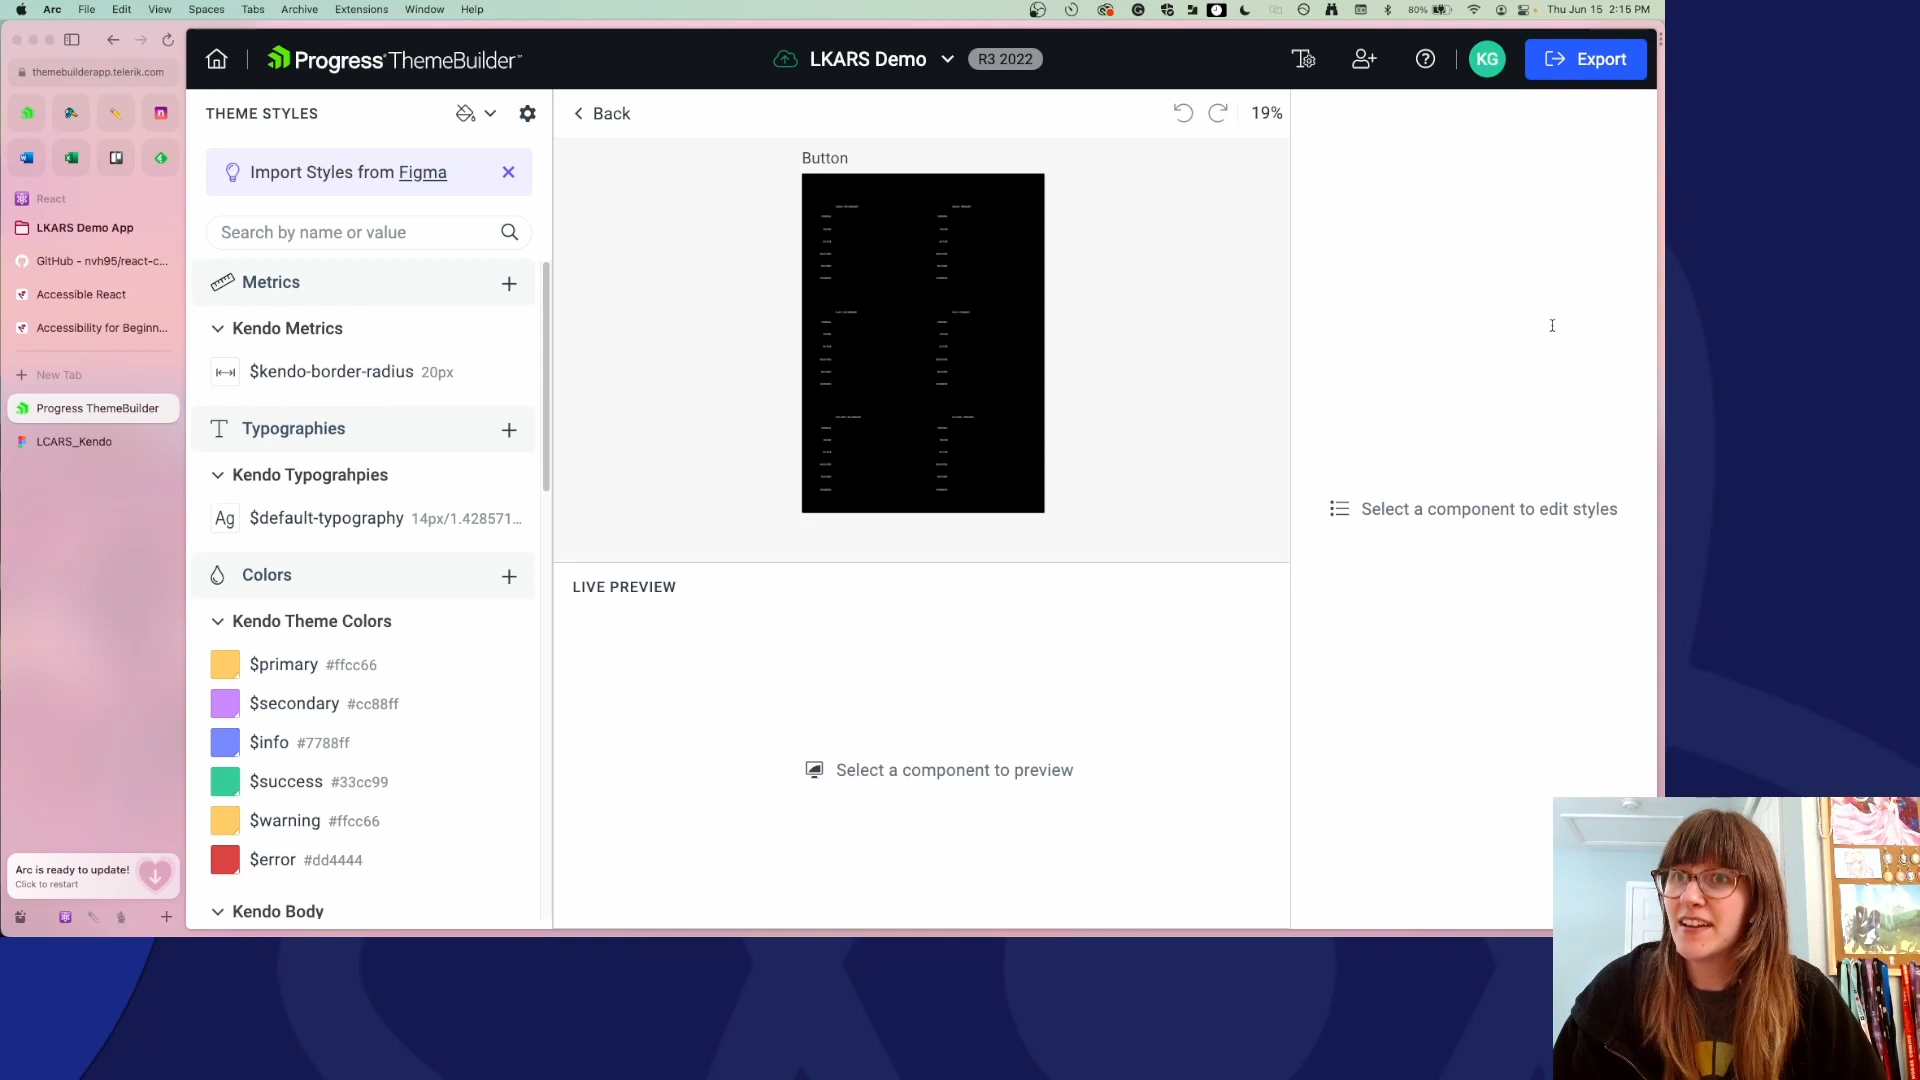 Arc File Edit View Spaces Tabs Archive Extensions Window Help 80% Thu Jun 15 2:15 PM
themebuilderapp.telerik.com
React
LKARS Demo App
GitHub - nvh95/react-c...
Accessible React
Accessibility for Beginn...
New Tab
Progress ThemeBuilder
LCARS_Kendo
Arc is ready to update!
Click to restart
Progress ThemeBuilder
LKARS Demo
R3 2022
KG
Export
THEME STYLES
Import Styles from Figma
Search by name or value
Metrics
Kendo Metrics
$kendo-border-radius 20px
Typographies
Kendo Typograhpies
Ag $default-typography 14px/1.428571...
Colors
Kendo Theme Colors
$primary #ffcc66
$secondary #cc88ff
$info #7788ff
$success #33cc99
$warning #ffcc66
$error #dd4444
Kendo Body
Back
19%
Button
LIVE PREVIEW
Select a component to preview
Select a component to edit styles